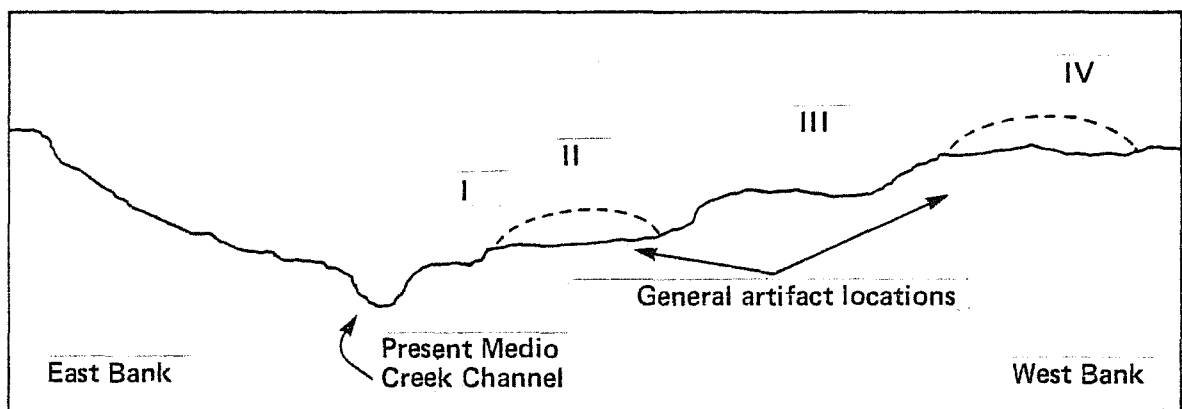 IV
III
II
I
General artifact locations
Present Medio
Creek Channel
East Bank
West Bank